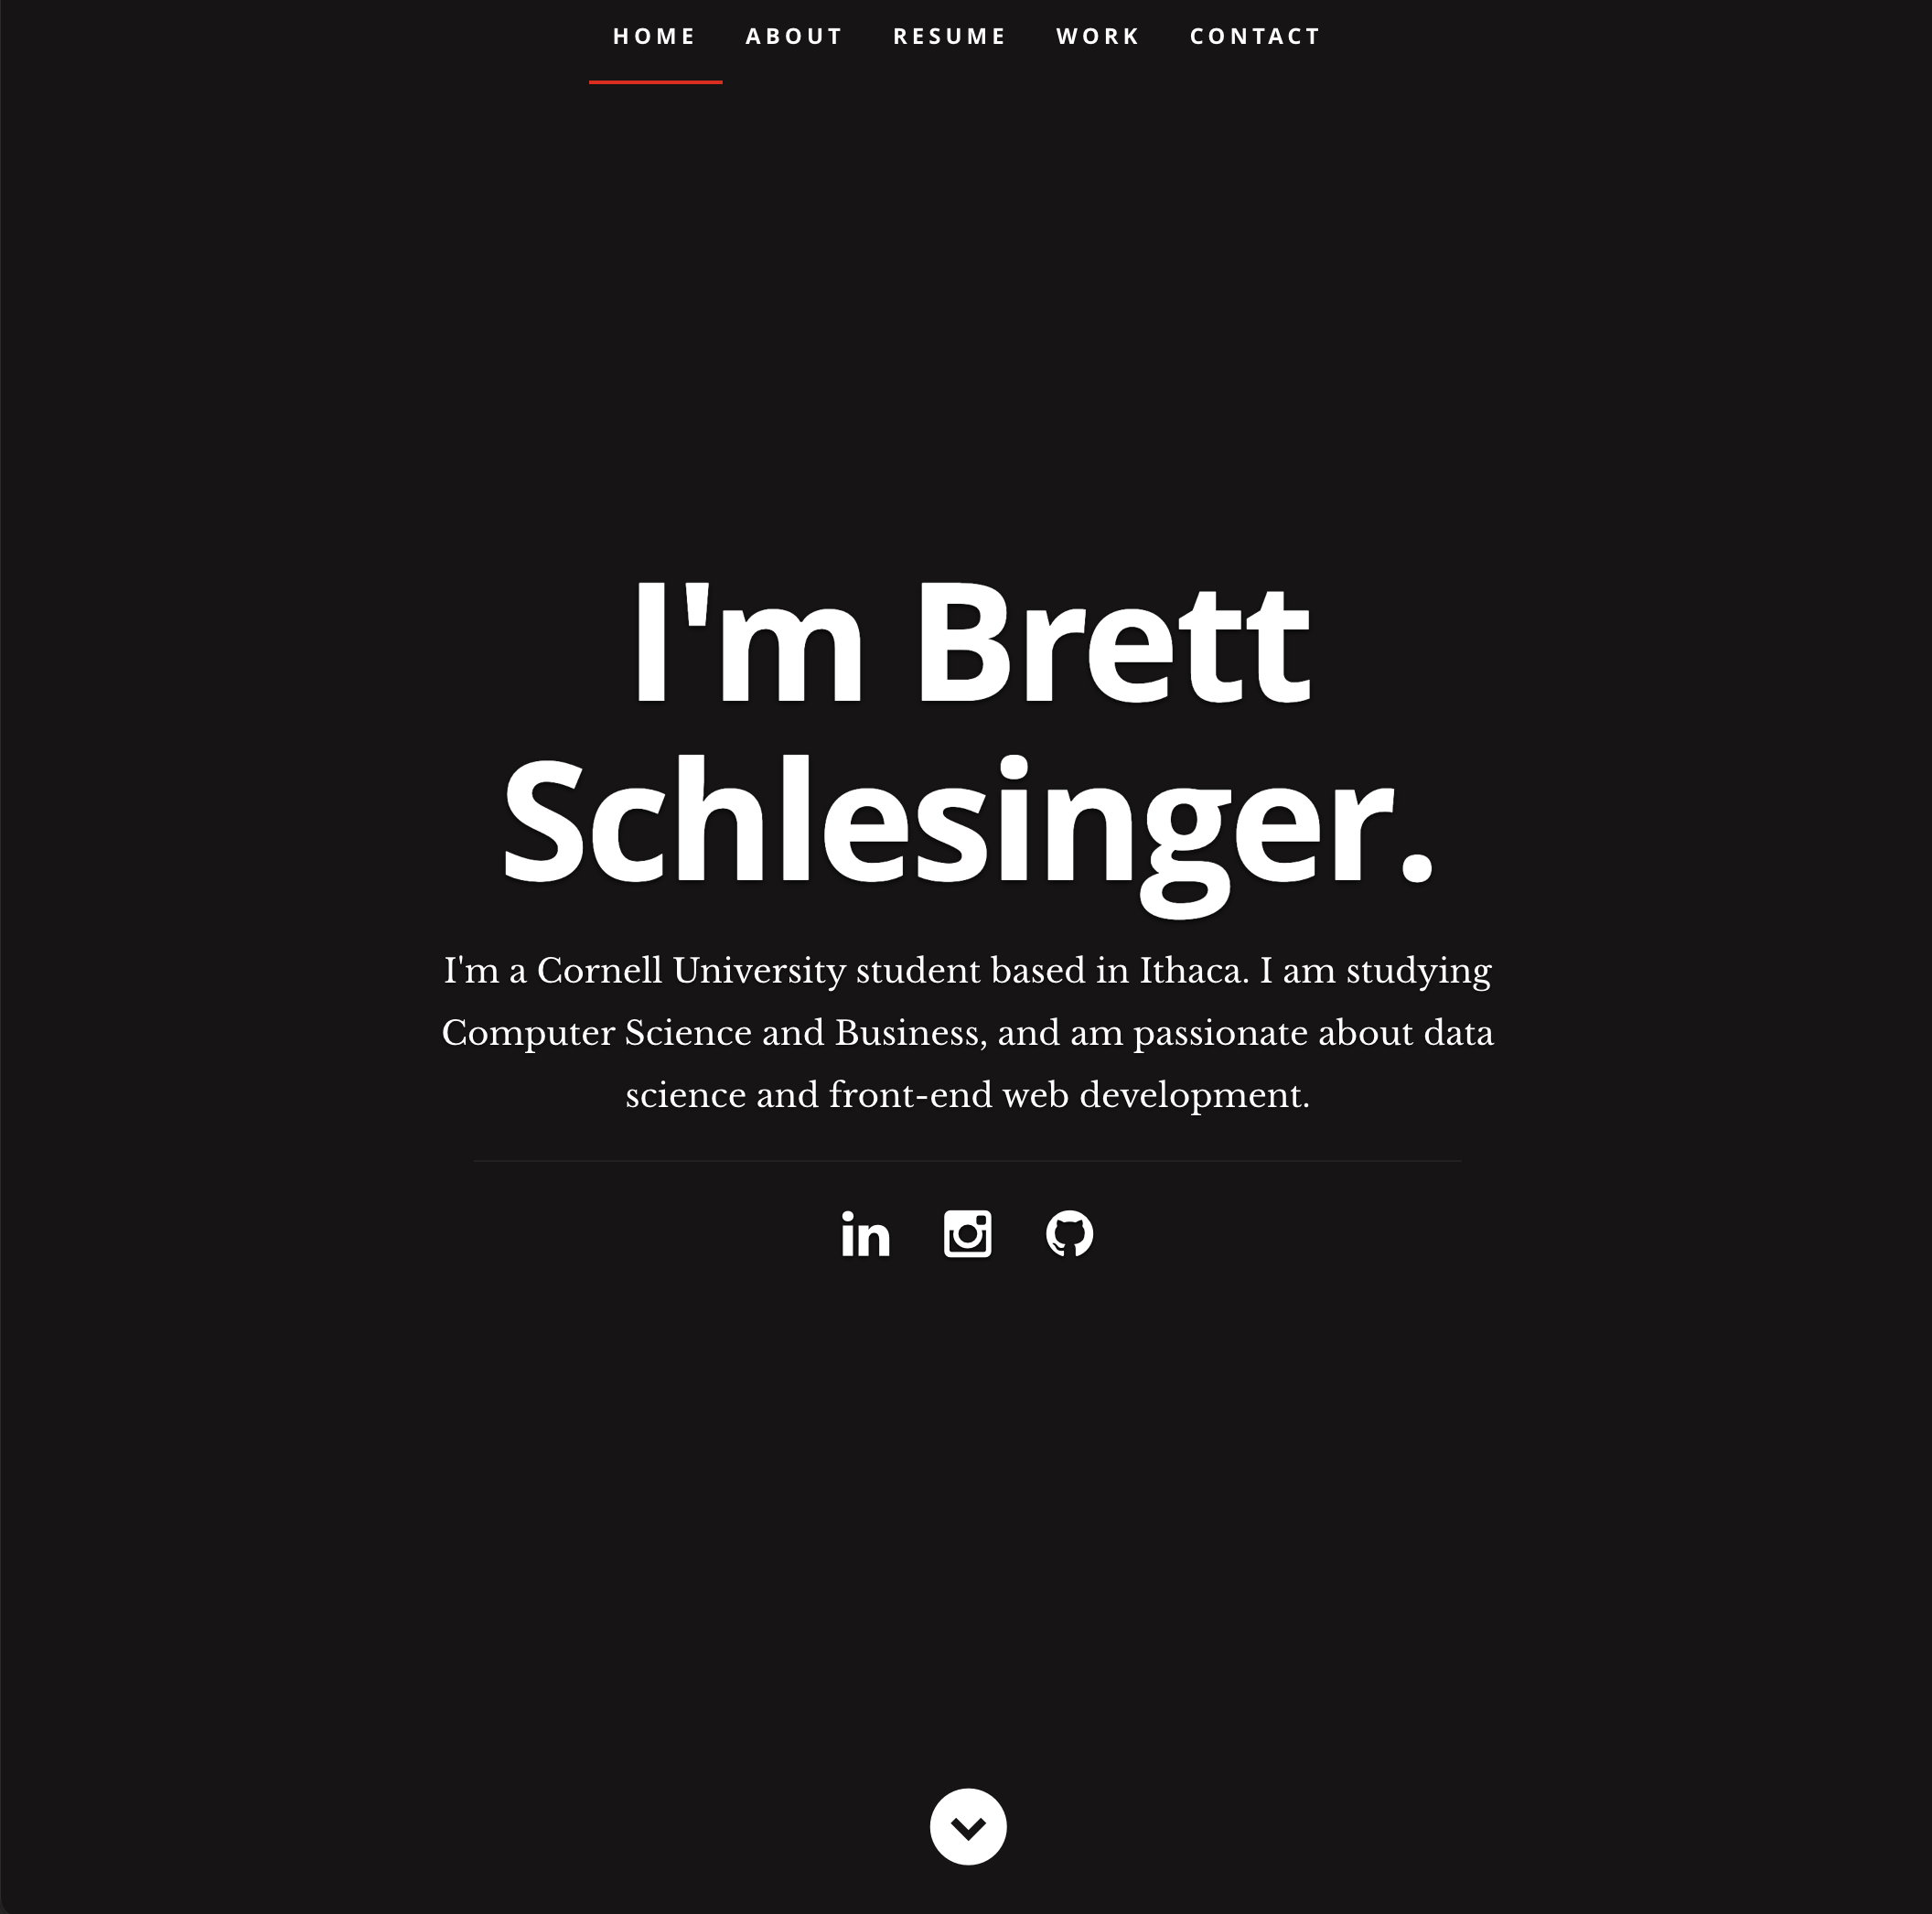 HOME ABOUT RESUME WORK CONTACT
I'm Brett
Schlesinger.
I'm a Cornell University student based in Ithaca. I am studying
Computer Science and Business, and am passionate about data
science and front-end web development.
in